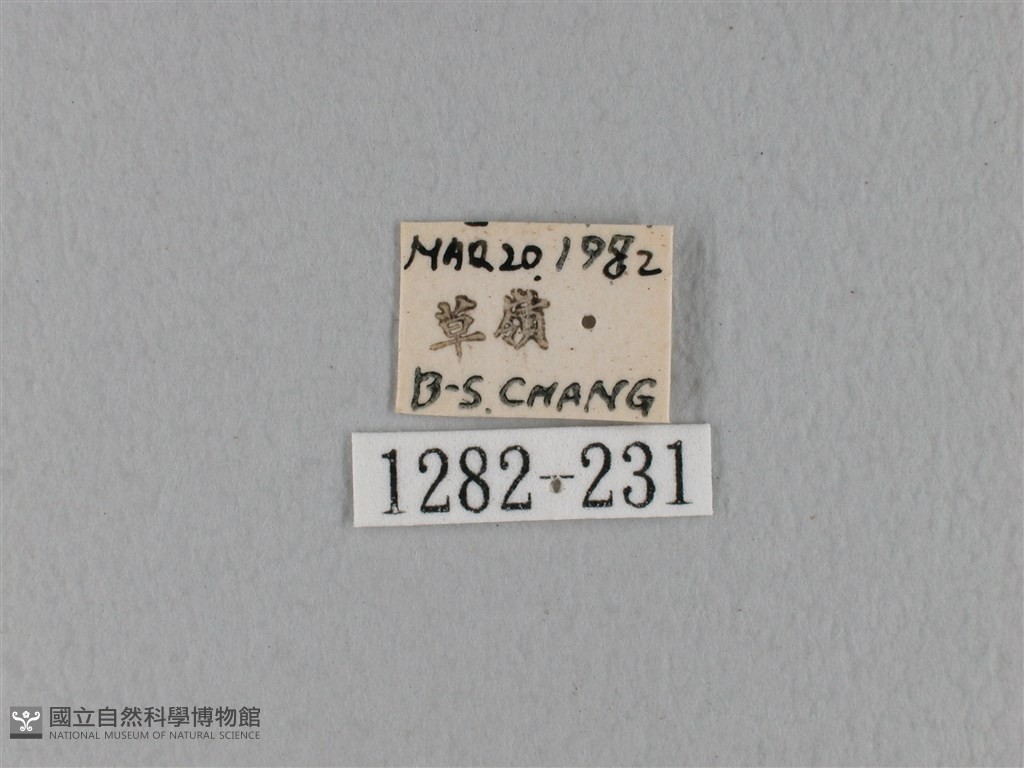 MAR 20. 1982
草嶺
B-S. CHANG
1282-231
國立自然科學博物館
NATIONAL MUSEUM OF NATURAL SCIENCE